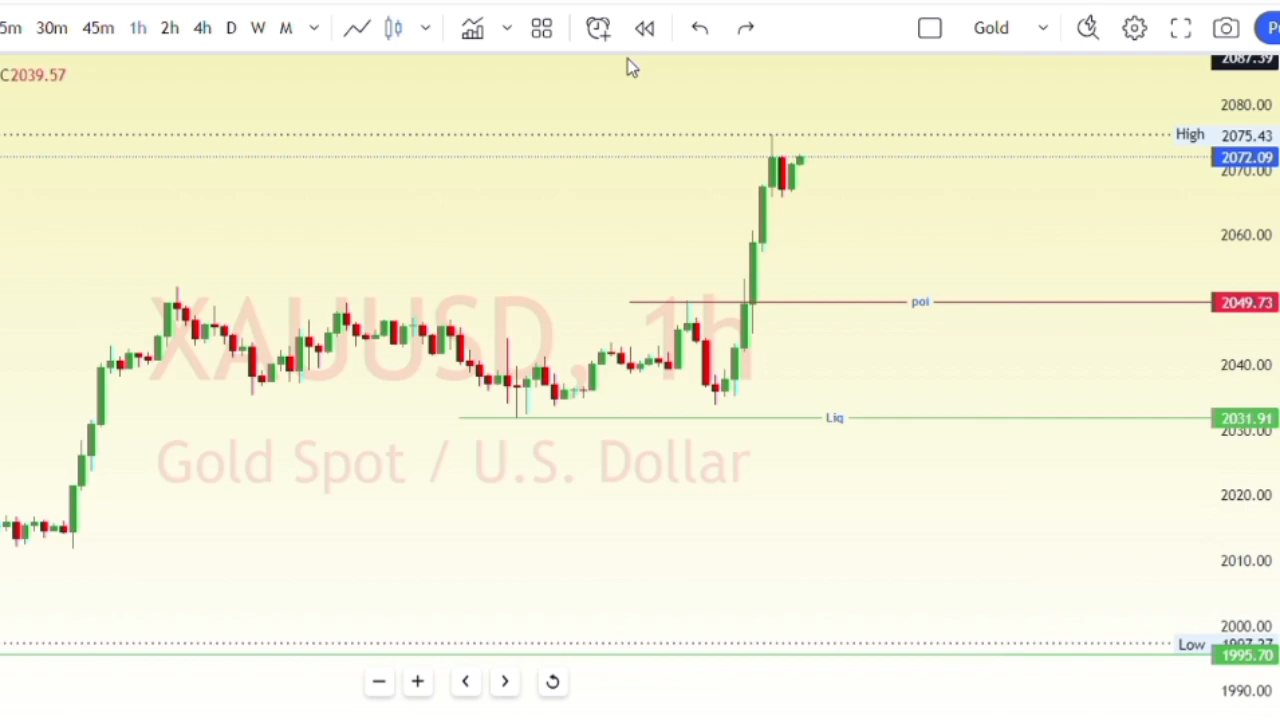 5m 30m 45m 1h 2h 4h D W M Gold
C2039.57
2087.39
2080.00
High 2075.43
2072.09
2070.00
2060.00
XAUUSD, 1h
poi 2049.73
2040.00
Liq 2031.91
2030.00
Gold Spot / U.S. Dollar
2020.00
2010.00
2000.00
Low
1995.70
1990.00